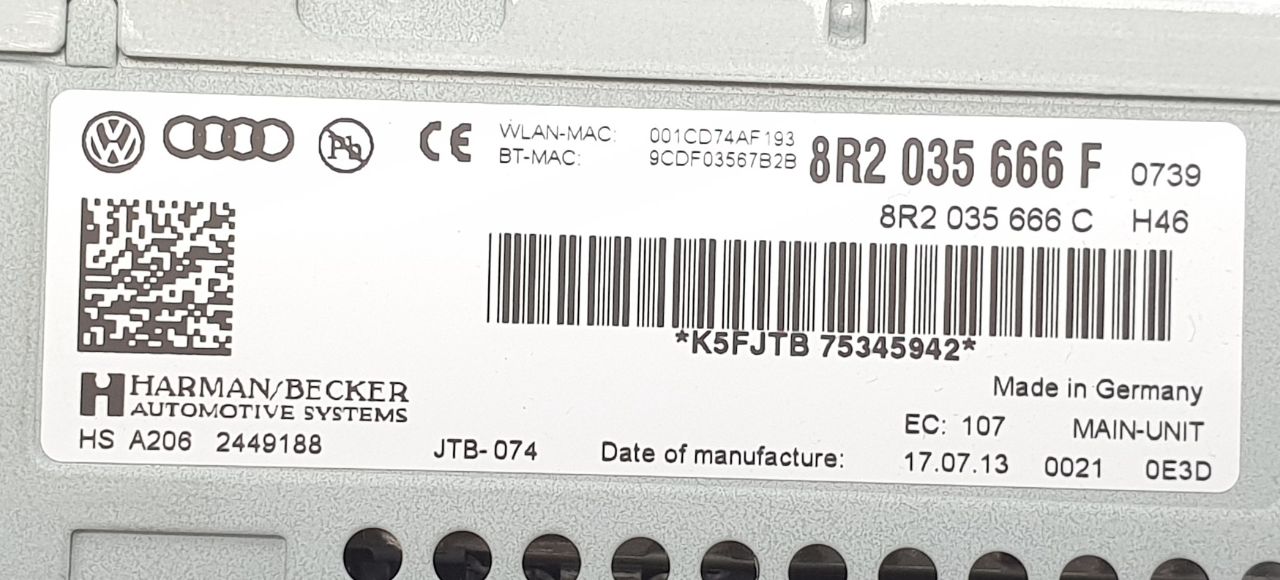 WLAN-MAC: 001CD74AF193
BT-MAC: 9CDF03567B2B
8R2 035 666 F 0739
8R2 035 666 C H46
*K5FJTB 75345942*
HARMAN/BECKER
AUTOMOTIVE SYSTEMS
HS A206 2449188
JTB-074
Made in Germany
EC: 107 MAIN-UNIT
Date of manufacture: 17.07.13 0021 0E3D